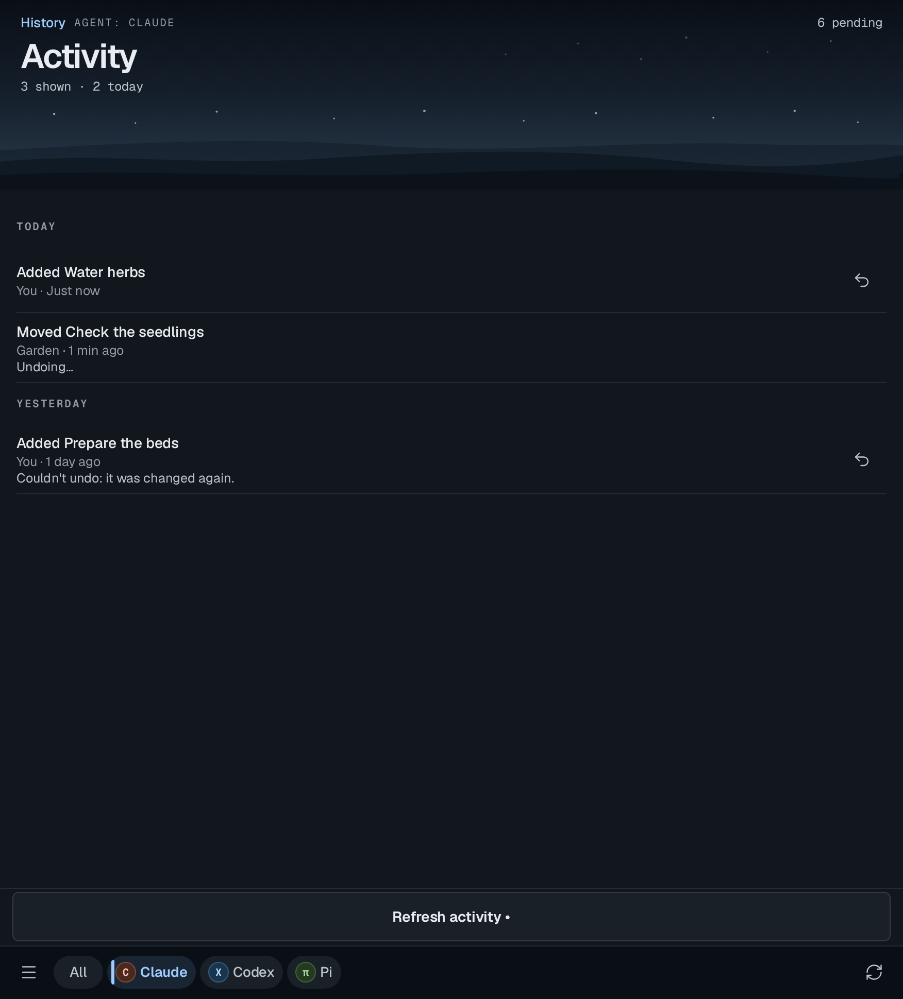 History AGENT: CLAUDE
6 pending
Activity
3 shown · 2 today
TODAY
Added Water herbs
You · Just now
Moved Check the seedlings
Garden · 1 min ago
Undoing…
YESTERDAY
Added Prepare the beds
You · 1 day ago
Couldn't undo: it was changed again.
Refresh activity •
All
C Claude
X Codex
π Pi